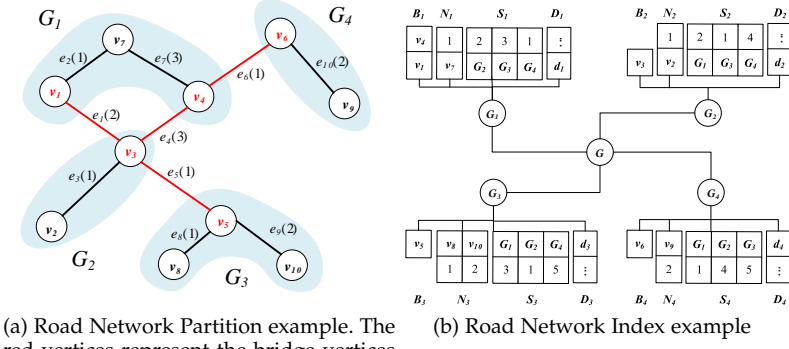 G1
G4
v7
v6
e2(1)
e7(3)
e6(1)
e10(2)
v1
v4
v9
e1(2)
e4(3)
v3
e3(1)
e5(1)
v2
v5
e8(1)
e9(2)
G2
v8
G3
v10
(a) Road Network Partition example. The
red vertices represent the bridge vertices
B1 N1 S1 D1
v4 1 2 3 1 ⋮
v1 v7 G2 G3 G4 d1
G1
B2 N2 S2 D2
1 2 1 4 ⋮
v3 v2 G1 G3 G4 d2
G2
G
G3
G4
v5 v8 v10 G1 G2 G4 d3
1 2 3 1 5 ⋮
B3 N3 S3 D3
v6 v9 G1 G2 G3 d4
2 1 4 5 ⋮
B4 N4 S4 D4
(b) Road Network Index example